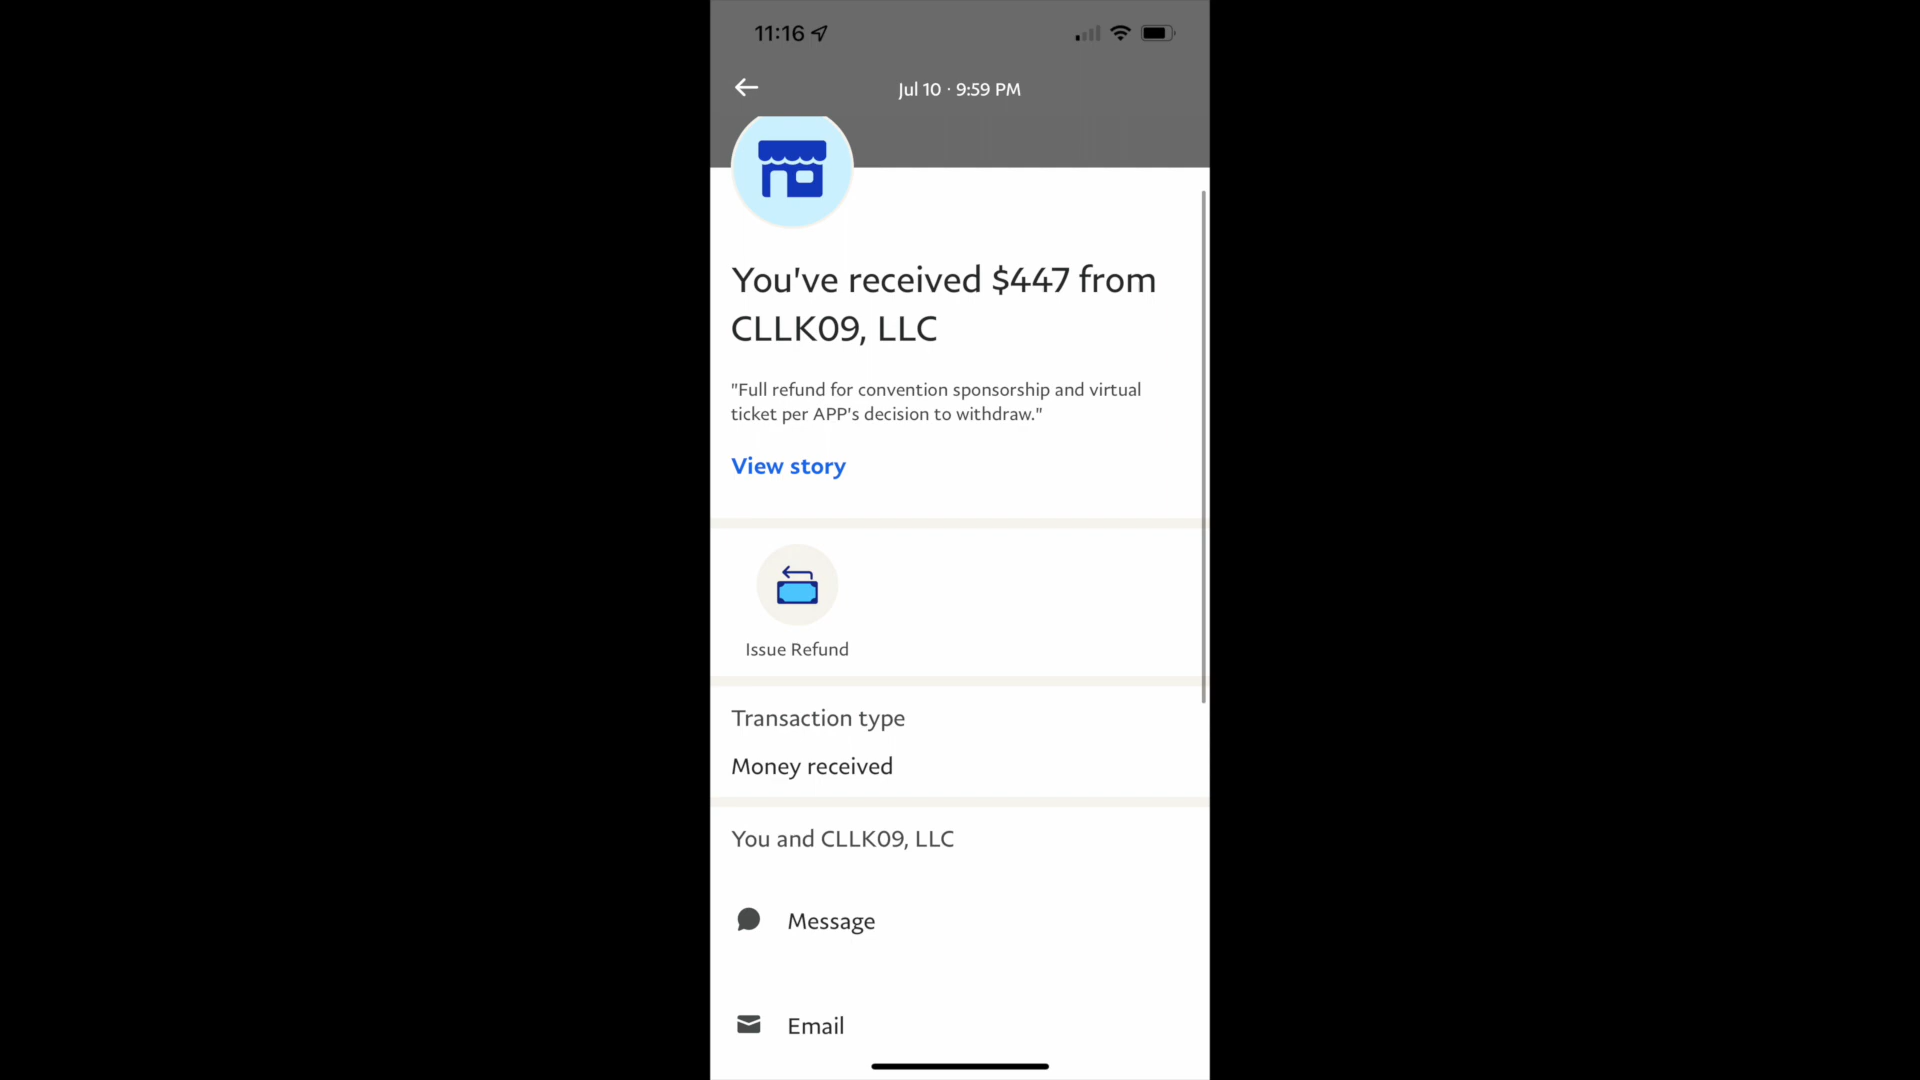 11:16
Jul 10 · 9:59 PM
You've received $447 from
CLLK09, LLC
"Full refund for convention sponsorship and virtual
ticket per APP's decision to withdraw."
View story
Issue Refund
Transaction type
Money received
You and CLLK09, LLC
Message
Email